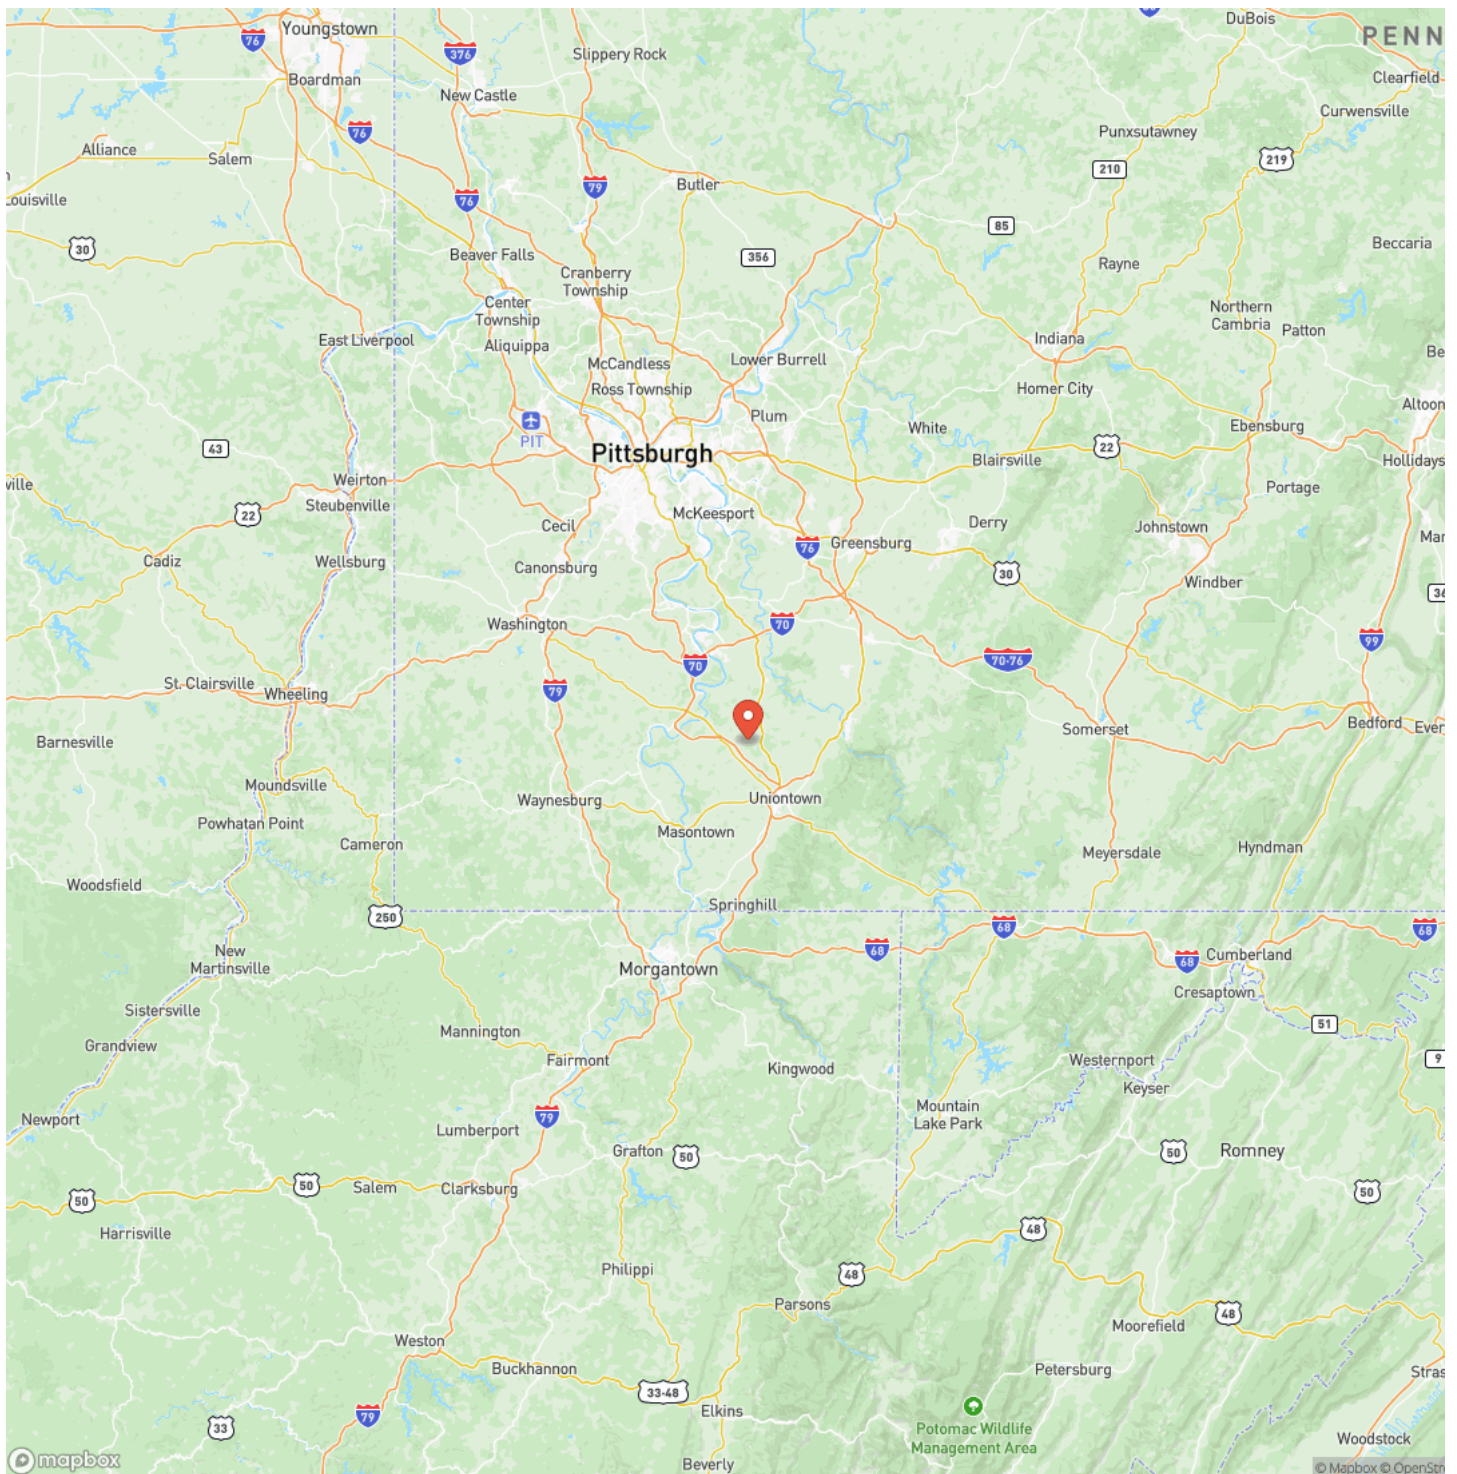 Youngstown
DuBois
PENN
76
376
Slippery Rock
Boardman
New Castle
Clearfield
Curwensville
76
Punxsutawney
Alliance
Salem
219
210
79
Butler
76
Louisville
30
85
Beaver Falls
356
Beccaria
Rayne
Cranberry
Township
Center
Township
Northern
Cambria
Patton
East Liverpool
Aliquippa
Indiana
Be
McCandless
Lower Burrell
Ross Township
Homer City
Altoon
PIT
Plum
White
Ebensburg
43
Pittsburgh
22
Blairsville
Hollidays
ville
Weirton
Portage
Steubenville
22
McKeesport
Cecil
Derry
Johnstown
Mar
Cadiz
Wellsburg
76
Greensburg
Canonsburg
30
Windber
36
Washington
70
99
70
70-76
St. Clairsville
Wheeling
79
Bedford
Ever
Somerset
Barnesville
Moundsville
Waynesburg
Uniontown
Powhatan Point
Masontown
Cameron
Meyersdale
Hyndman
Woodsfield
Springhill
250
68
68
New
Martinsville
68
68
Cumberland
Morgantown
Cresaptown
Sistersville
51
Mannington
Grandview
Fairmont
Westernport
9
Kingwood
Keyser
Newport
79
Mountain
Lake Park
Lumberport
Grafton
50
50
Romney
50
50
Salem
Clarksburg
50
Harrisville
48
Philippi
48
Parsons
48
Moorefield
Weston
Buckhannon
Petersburg
Stras
33-48
79
Elkins
33
Potomac Wildlife
Management Area
Woodstock
Beverly
mapbox
© Mapbox © OpenStre